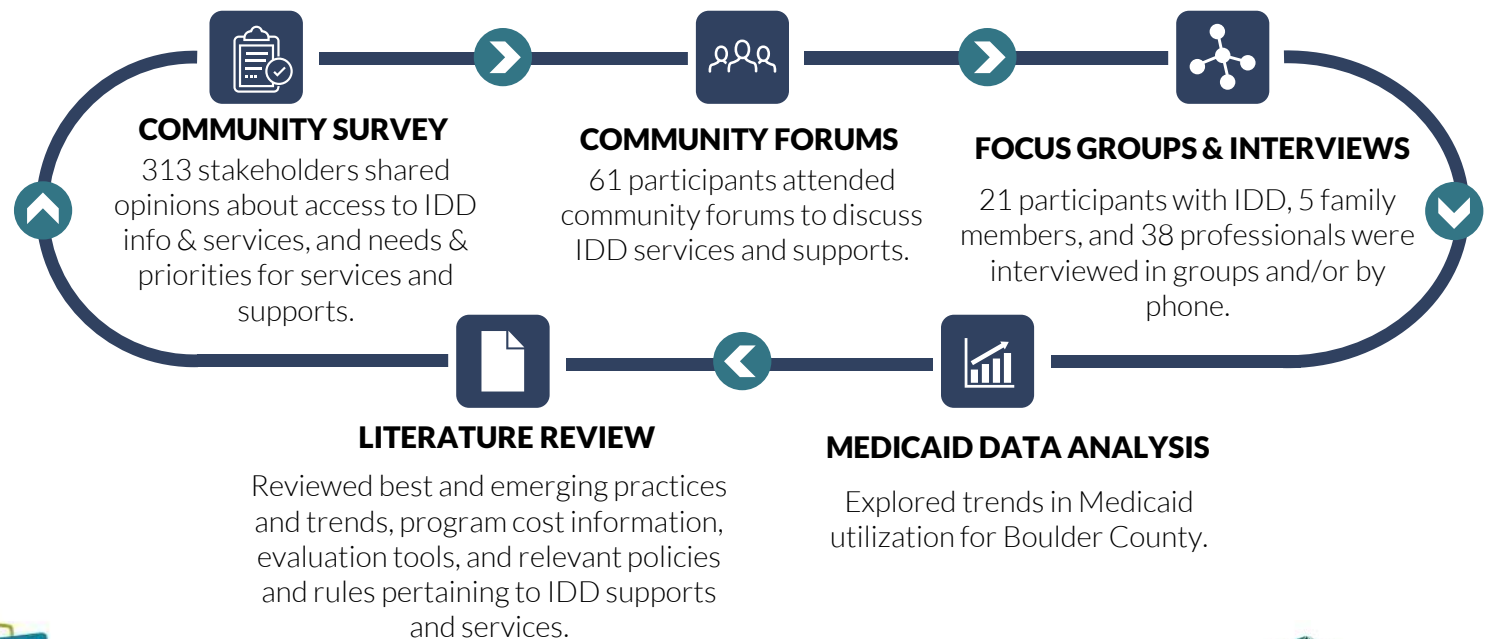 COMMUNITY SURVEY
313 stakeholders shared
opinions about access to IDD
info & services, and needs &
priorities for services and
supports.
COMMUNITY FORUMS
61 participants attended
community forums to discuss
IDD services and supports.
FOCUS GROUPS & INTERVIEWS
21 participants with IDD, 5 family
members, and 38 professionals were
interviewed in groups and/or by
phone.
MEDICAID DATA ANALYSIS
Explored trends in Medicaid
utilization for Boulder County.
LITERATURE REVIEW
Reviewed best and emerging practices
and trends, program cost information,
evaluation tools, and relevant policies
and rules pertaining to IDD supports
and services.